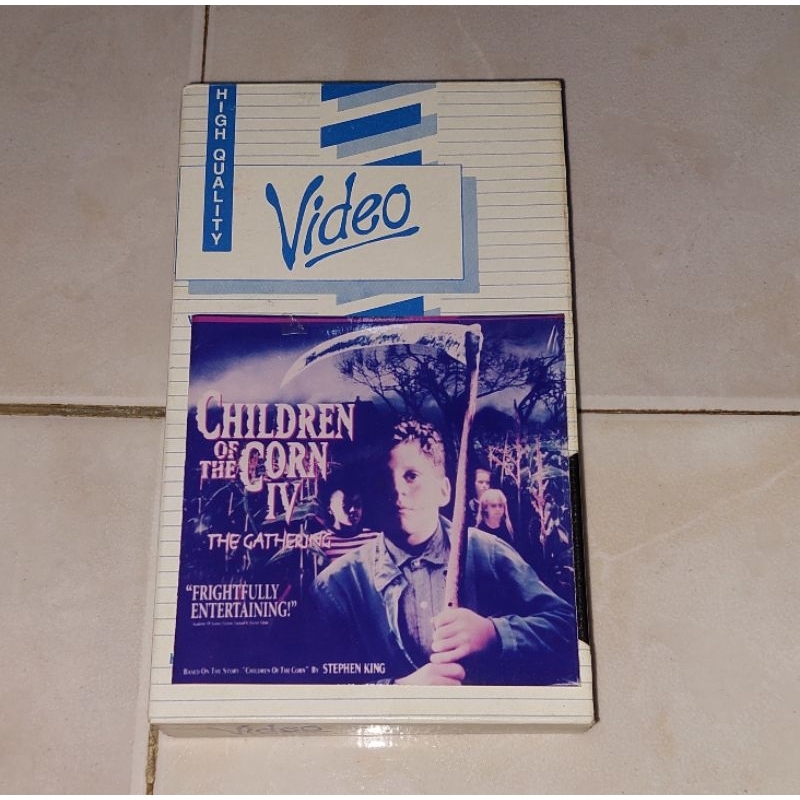 HIGH QUALITY
Video
CHILDREN
OF
THE CORN
IV
THE GATHERING
"FRIGHTFULLY
ENTERTAINING!"
BASED ON THE STORY "CHILDREN OF THE CORN" BY STEPHEN KING
Video